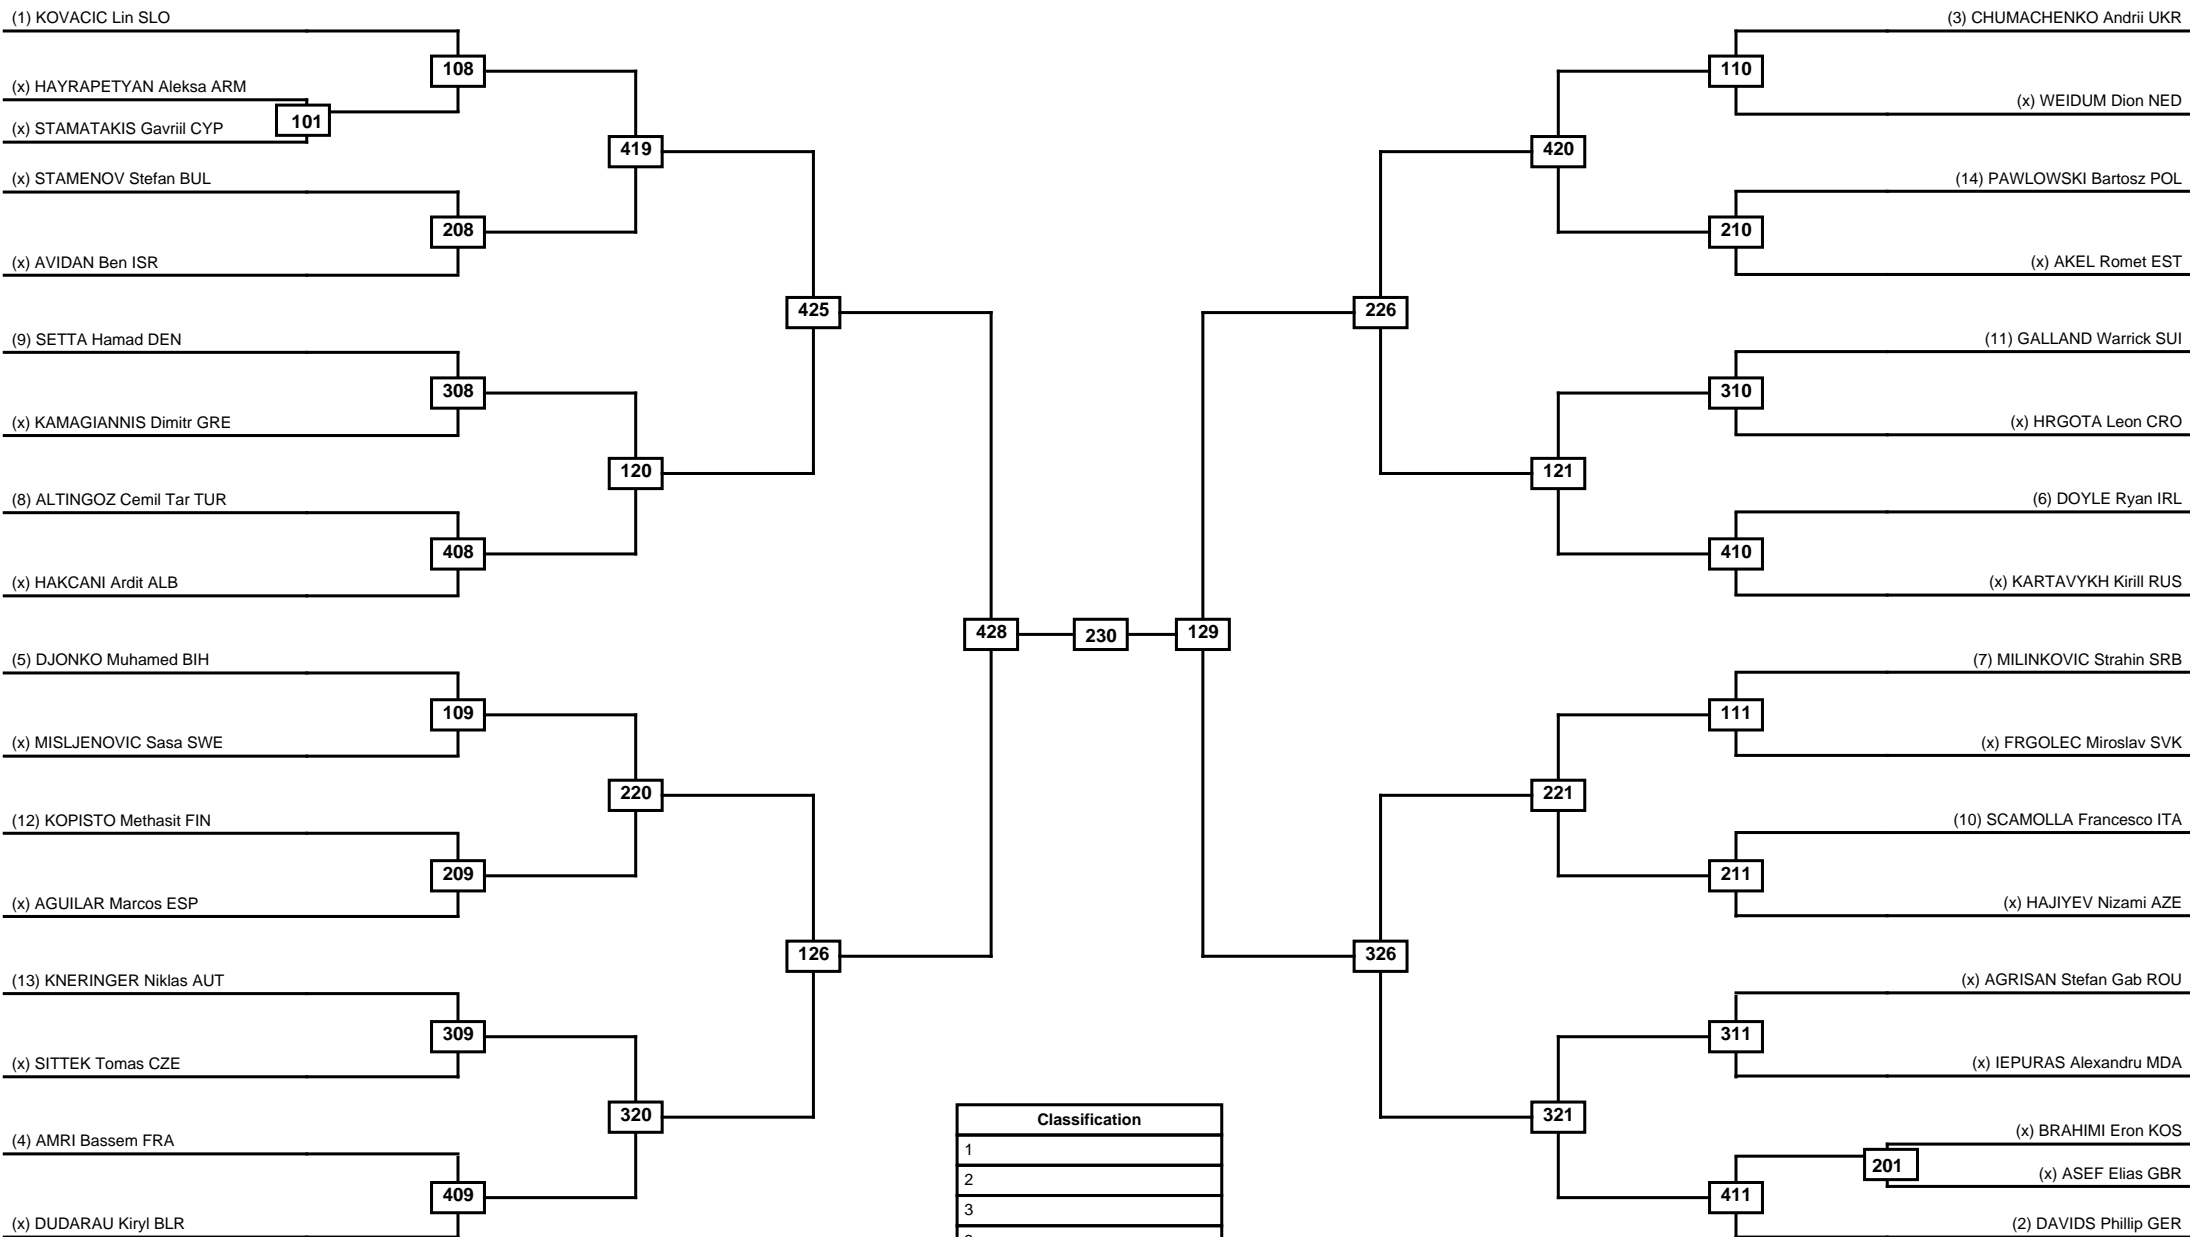 (1) KOVACIC Lin SLO
108
(x) HAYRAPETYAN Aleksa ARM
101
(x) STAMATAKIS Gavriil CYP
419
(x) STAMENOV Stefan BUL
208
(x) AVIDAN Ben ISR
425
(9) SETTA Hamad DEN
308
(x) KAMAGIANNIS Dimitr GRE
120
(8) ALTINGOZ Cemil Tar TUR
408
(x) HAKCANI Ardit ALB
428
230
129
(5) DJONKO Muhamed BIH
109
(x) MISLJENOVIC Sasa SWE
220
(12) KOPISTO Methasit FIN
209
(x) AGUILAR Marcos ESP
126
(13) KNERINGER Niklas AUT
309
(x) SITTEK Tomas CZE
320
(4) AMRI Bassem FRA
409
(x) DUDARAU Kiryl BLR
(3) CHUMACHENKO Andrii UKR
110
(x) WEIDUM Dion NED
420
(14) PAWLOWSKI Bartosz POL
210
(x) AKEL Romet EST
226
(11) GALLAND Warrick SUI
310
(x) HRGOTA Leon CRO
121
(6) DOYLE Ryan IRL
410
(x) KARTAVYKH Kirill RUS
(7) MILINKOVIC Strahin SRB
111
(x) FRGOLEC Miroslav SVK
221
(10) SCAMOLLA Francesco ITA
211
(x) HAJIYEV Nizami AZE
326
(x) AGRISAN Stefan Gab ROU
311
(x) IEPURAS Alexandru MDA
321
(x) BRAHIMI Eron KOS
201
(x) ASEF Elias GBR
411
(2) DAVIDS Phillip GER
Classification
1
2
3